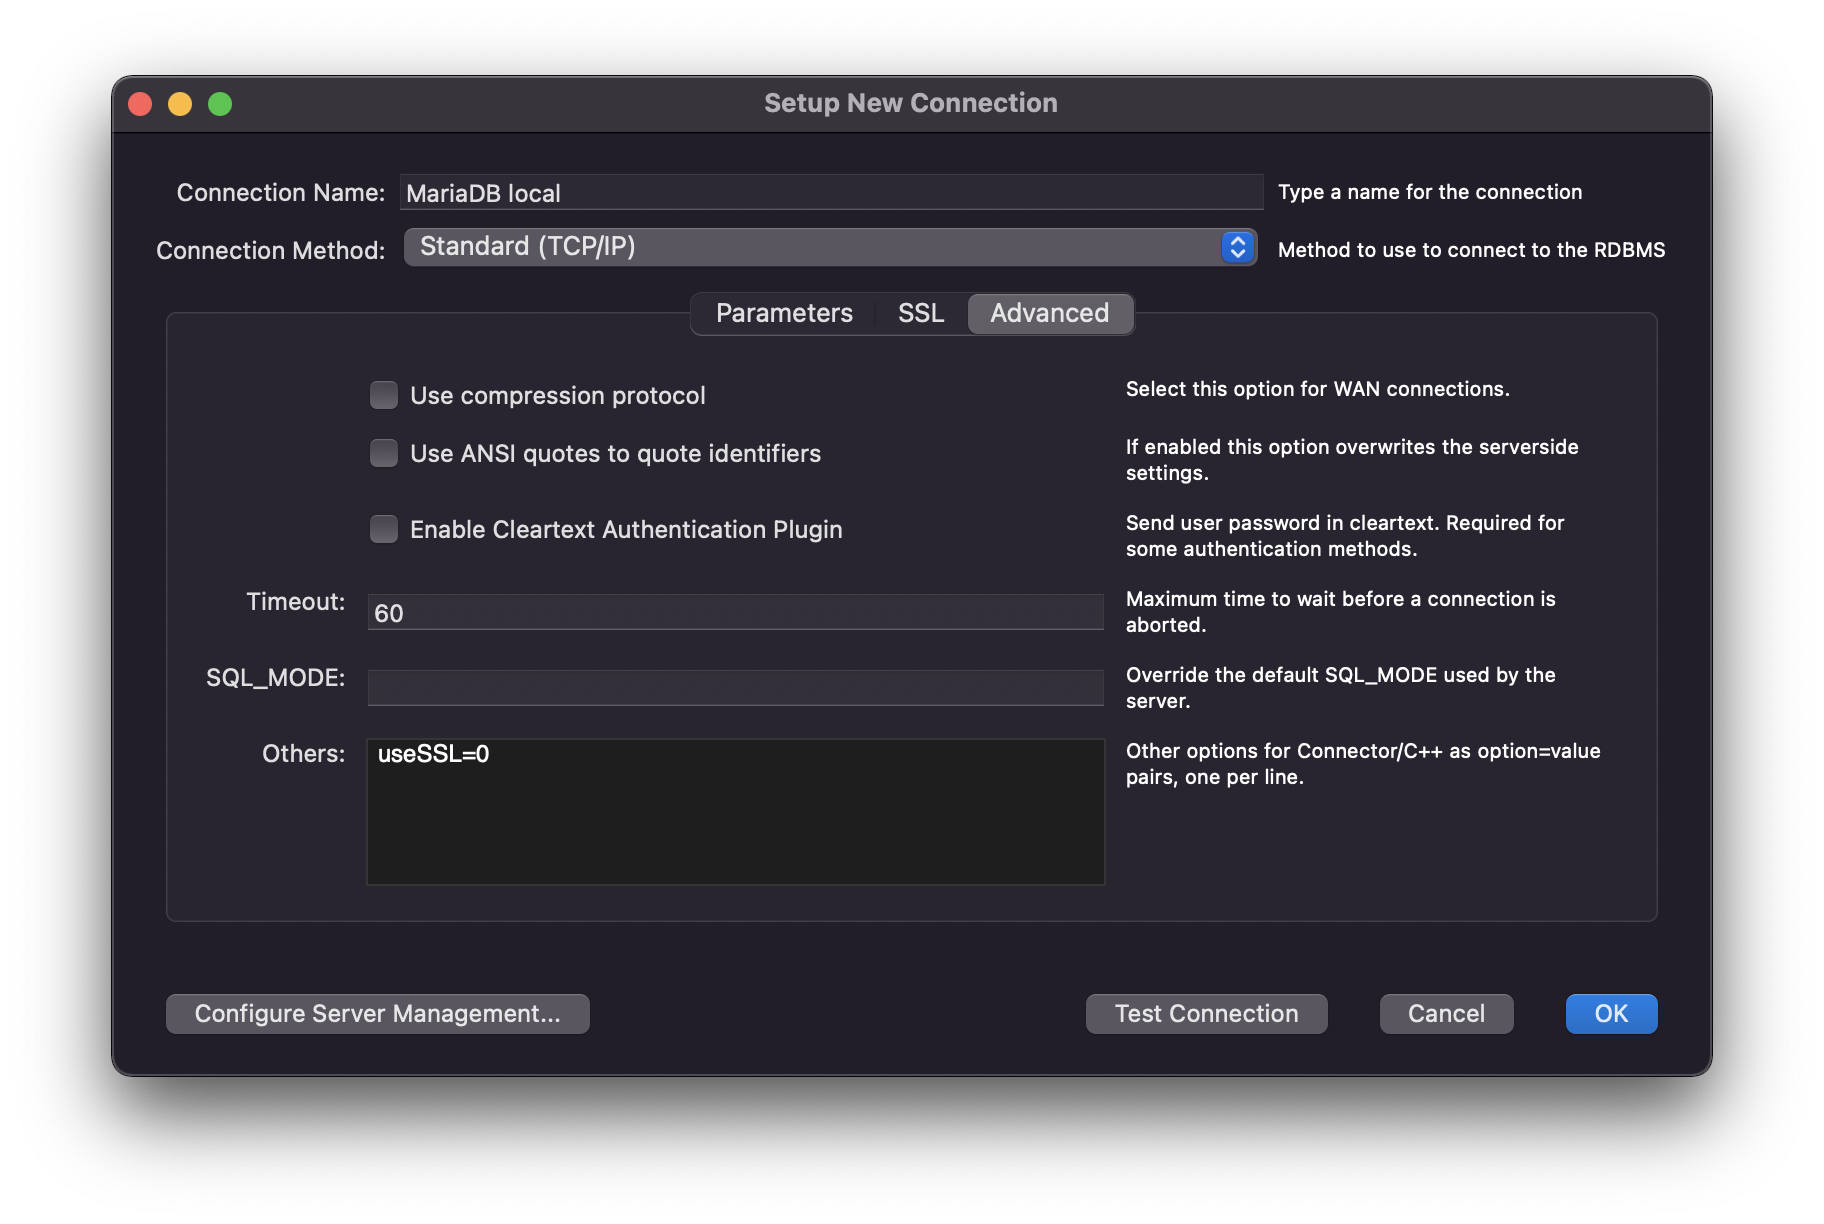 Setup New Connection
Connection Name: MariaDB local Type a name for the connection
Connection Method: Standard (TCP/IP) Method to use to connect to the RDBMS
Parameters SSL Advanced
Use compression protocol Select this option for WAN connections.
Use ANSI quotes to quote identifiers If enabled this option overwrites the serverside
settings.
Enable Cleartext Authentication Plugin Send user password in cleartext. Required for
some authentication methods.
Timeout: 60 Maximum time to wait before a connection is
aborted.
SQL_MODE: Override the default SQL_MODE used by the
server.
Others: useSSL=0 Other options for Connector/C++ as option=value
pairs, one per line.
Configure Server Management... Test Connection Cancel OK